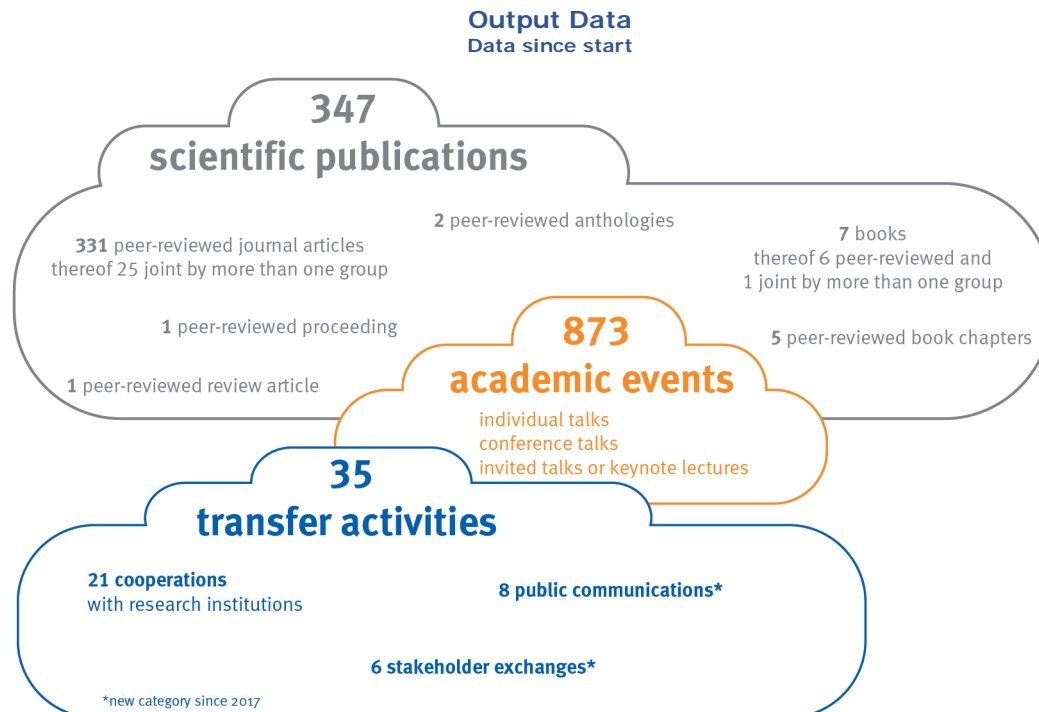 Output Data
Data since start
347
scientific publications
2 peer-reviewed anthologies
331 peer-reviewed journal articles
thereof 25 joint by more than one group
7 books
thereof 6 peer-reviewed and
1 joint by more than one group
1 peer-reviewed proceeding
5 peer-reviewed book chapters
1 peer-reviewed review article
873
academic events
individual talks
conference talks
invited talks or keynote lectures
35
transfer activities
21 cooperations
with research institutions
8 public communications*
6 stakeholder exchanges*
*new category since 2017